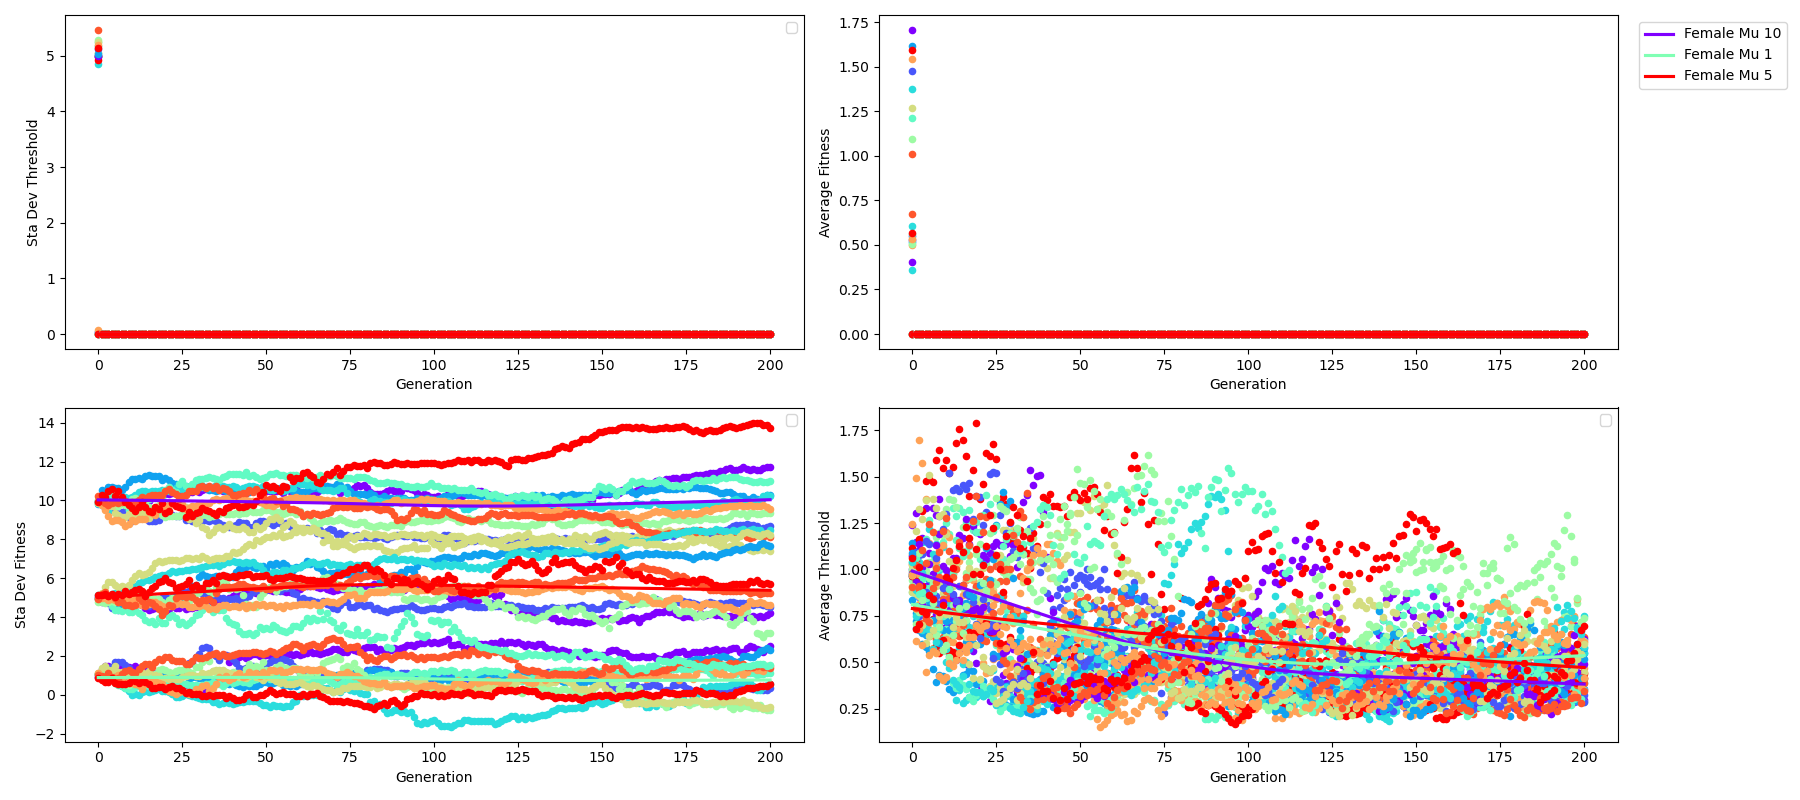 Sta Dev Threshold
5
4
3
2
1
0
0 25 50 75 100 125 150 175 200
Generation
Average Fitness
1.75
1.50
1.25
1.00
0.75
0.50
0.25
0.00
0 25 50 75 100 125 150 175 200
Generation
Female Mu 10
Female Mu 1
Female Mu 5
Sta Dev Fitness
14
12
10
8
6
4
2
0
−2
0 25 50 75 100 125 150 175 200
Generation
Average Threshold
1.75
1.50
1.25
1.00
0.75
0.50
0.25
0 25 50 75 100 125 150 175 200
Generation